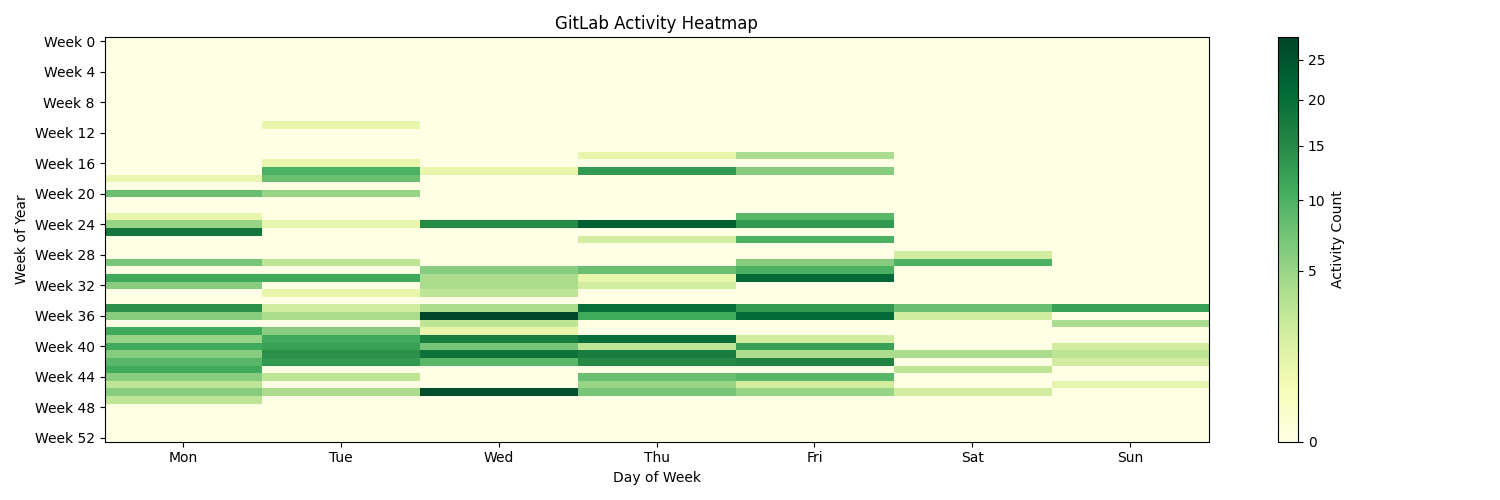 GitLab Activity Heatmap
Week of Year
Week 0
Week 4
Week 8
Week 12
Week 16
Week 20
Week 24
Week 28
Week 32
Week 36
Week 40
Week 44
Week 48
Week 52
Mon Tue Wed Thu Fri Sat Sun
Day of Week
25
20
15
10
5
0
Activity Count